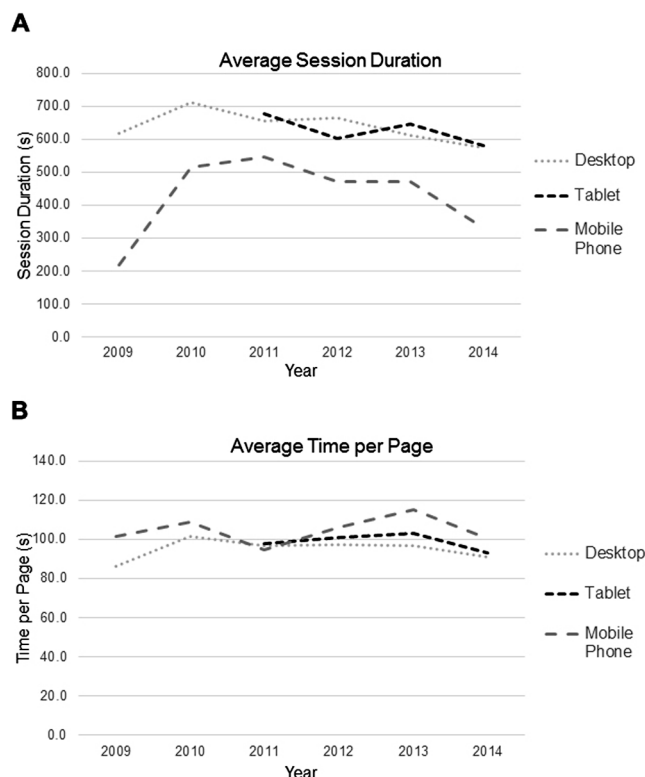 A
Average Session Duration
800.0
700.0
600.0
500.0
400.0
300.0
200.0
100.0
0.0
Session Duration (s)
2009 2010 2011 2012 2013 2014
Year
Desktop
Tablet
Mobile
Phone
B
Average Time per Page
140.0
120.0
100.0
80.0
60.0
40.0
20.0
0.0
Time per Page (s)
2009 2010 2011 2012 2013 2014
Year
Desktop
Tablet
Mobile
Phone